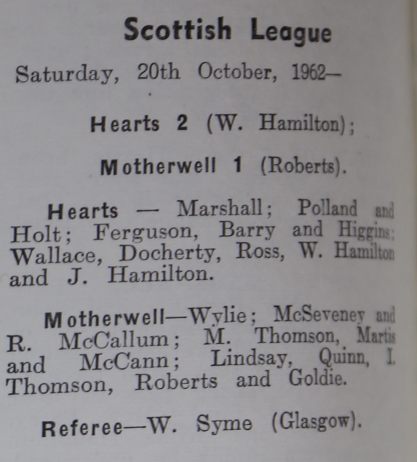 Scottish League
Saturday, 20th October, 1962—
Hearts 2 (W. Hamilton);
Motherwell 1 (Roberts).
Hearts — Marshall; Polland and
Holt; Ferguson, Barry and Higgins;
Wallace, Docherty, Ross, W. Hamilton
and J. Hamilton.
Motherwell—Wylie; McSeveney and
R. McCallum; M. Thomson, Martis
and McCann; Lindsay, Quinn, I.
Thomson, Roberts and Goldie.
Referee—W. Syme (Glasgow).